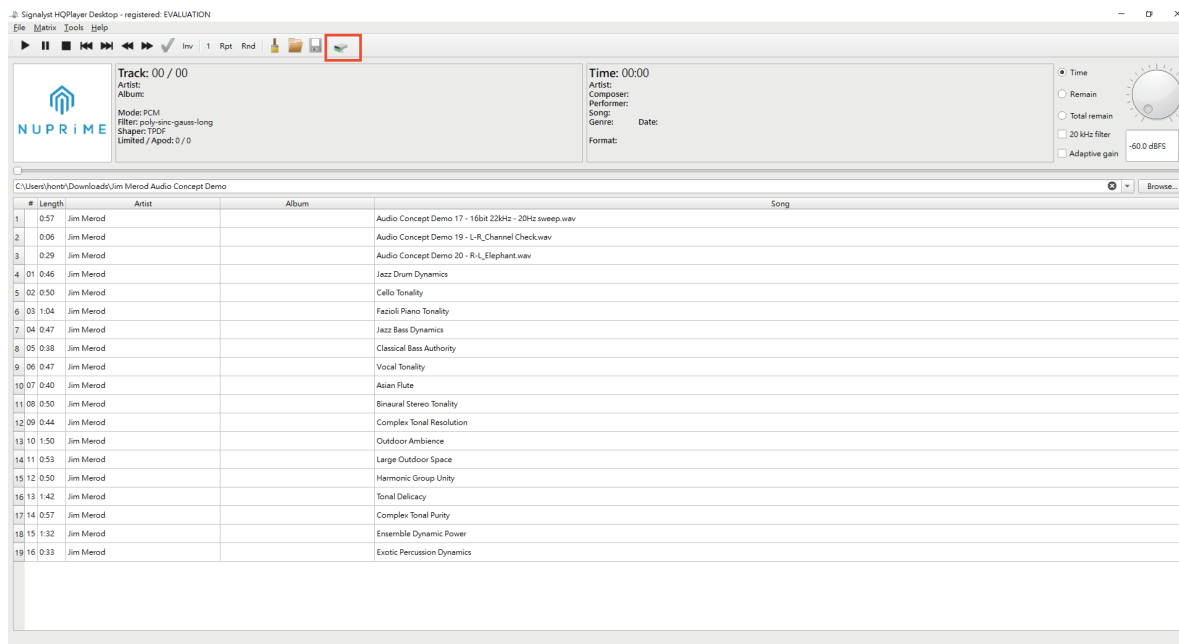 Signalyst HQPlayer Desktop - registered: EVALUATION
File Matrix Tools Help
Inv 1 Rpt Rnd
NUPRiME
Track: 00 / 00
Artist:
Album:
Mode: PCM
Filter: poly-sinc-gauss-long
Shaper: TPDF
Limited / Apod: 0 / 0
Time: 00:00
Artist:
Composer:
Performer:
Song:
Genre: Date:
Format:
Time
Remain
Total remain
20 kHz filter
Adaptive gain
-60.0 dBFS
C:\Users\hontr\Downloads\Jim Merod Audio Concept Demo
Browse...
# Length Artist Album Song
1 0:57 Jim Merod Audio Concept Demo 17 - 16bit 22kHz - 20Hz sweep.wav
2 0:06 Jim Merod Audio Concept Demo 19 - L-R_Channel Check.wav
3 0:29 Jim Merod Audio Concept Demo 20 - R-L_Elephant.wav
4 01 0:46 Jim Merod Jazz Drum Dynamics
5 02 0:50 Jim Merod Cello Tonality
6 03 1:04 Jim Merod Fazioli Piano Tonality
7 04 0:47 Jim Merod Jazz Bass Dynamics
8 05 0:38 Jim Merod Classical Bass Authority
9 06 0:47 Jim Merod Vocal Tonality
10 07 0:40 Jim Merod Asian Flute
11 08 0:50 Jim Merod Binaural Stereo Tonality
12 09 0:44 Jim Merod Complex Tonal Resolution
13 10 1:50 Jim Merod Outdoor Ambience
14 11 0:53 Jim Merod Large Outdoor Space
15 12 0:50 Jim Merod Harmonic Group Unity
16 13 1:42 Jim Merod Tonal Delicacy
17 14 0:57 Jim Merod Complex Tonal Purity
18 15 1:32 Jim Merod Ensemble Dynamic Power
19 16 0:33 Jim Merod Exotic Percussion Dynamics